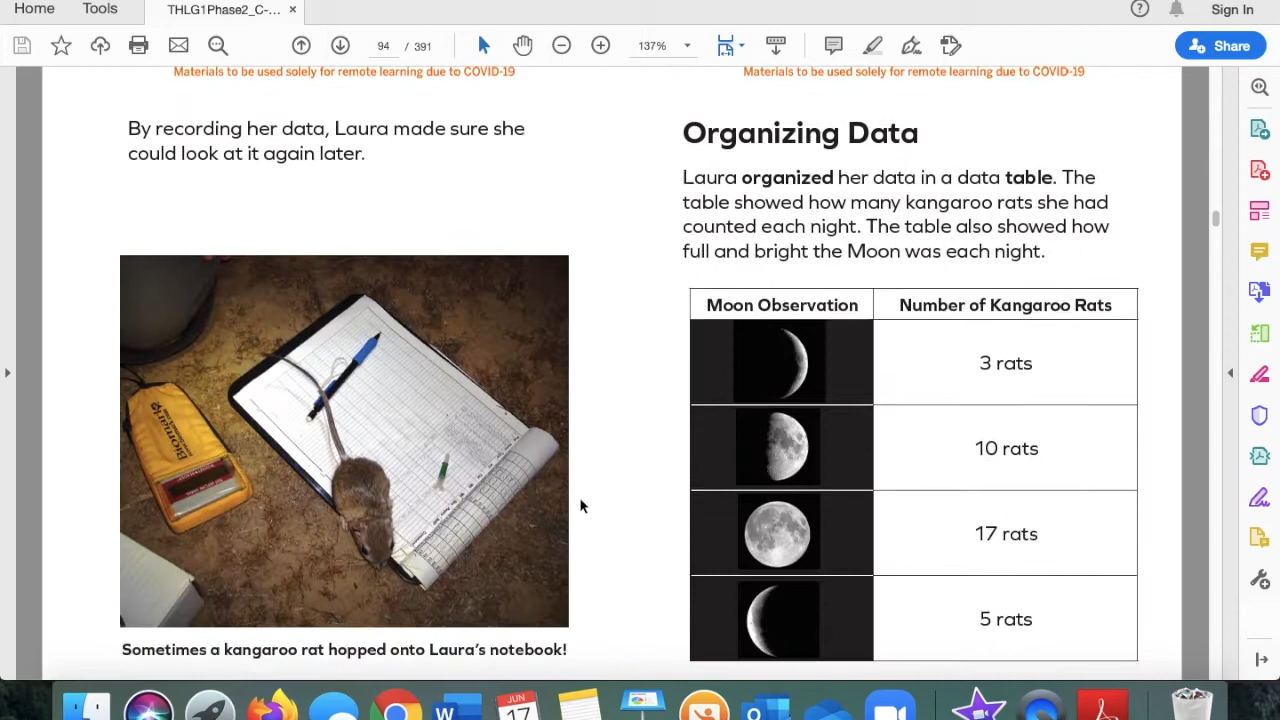 Home
Tools
THLG1Phase2_C-...
×
?
Sign In
94 / 391
137%
Share
Materials to be used solely for remote learning due to COVID-19
By recording her data, Laura made sure she
could look at it again later.
Biomark
Sometimes a kangaroo rat hopped onto Laura's notebook!
Materials to be used solely for remote learning due to COVID-19
Organizing Data
Laura organized her data in a data table. The
table showed how many kangaroo rats she had
counted each night. The table also showed how
full and bright the Moon was each night.
Moon Observation
Number of Kangaroo Rats
3 rats
10 rats
17 rats
5 rats
W
JUN
17